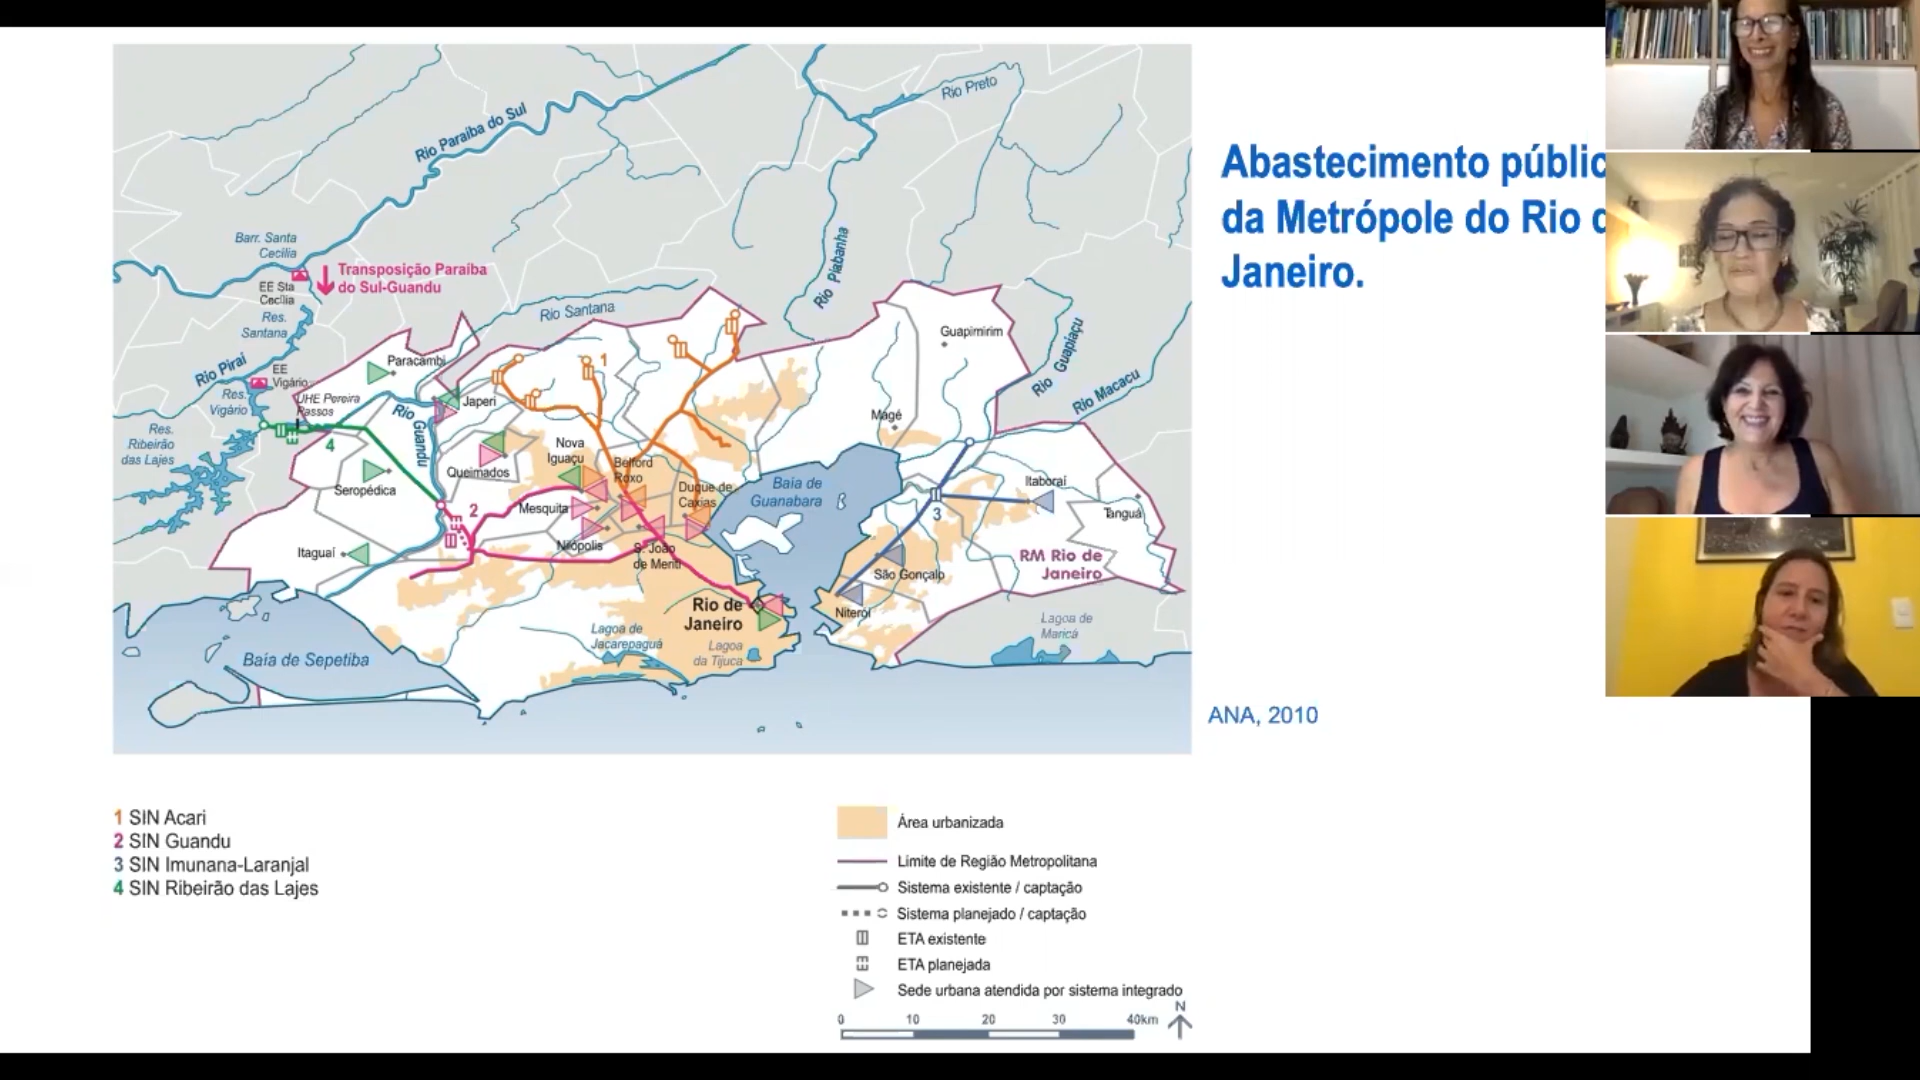 Rio Paraíba do Sul
Rio Preto
Rio Piabanha
Barr. Santa
Cecília
EE Sta
Cecília
Transposição Paraíba
do Sul-Guandu
Res.
Santana
Rio Santana
Rio Piraí
EE
Vigário
Res.
Vigário
UHE Pereira
Passos
Paracambi
Rio Guandu
Japeri
1
Guapimirim
Rio Guapiaçu
Rio Macacu
Magé
Res.
Ribeirão
das Lajes
4
Seropédica
Queimados
Nova
Iguaçu
Belford
Roxo
Duque de
Caxias
Baía de
Guanabara
Itaboraí
Tanguá
2
Mesquita
3
Itaguaí
Nilópolis
S. João
de Meriti
São Gonçalo
RM Rio de
Janeiro
Niterói
Rio de
Janeiro
Lagoa de
Jacarepaguá
Lagoa
da Tijuca
Lagoa de
Maricá
Baía de Sepetiba
Abastecimento públic
da Metrópole do Rio d
Janeiro.
ANA, 2010
1 SIN Acari
2 SIN Guandu
3 SIN Imunana-Laranjal
4 SIN Ribeirão das Lajes
Área urbanizada
Limite de Região Metropolitana
Sistema existente / captação
Sistema planejado / captação
ETA existente
ETA planejada
Sede urbana atendida por sistema integrado
0 10 20 30 40km
N